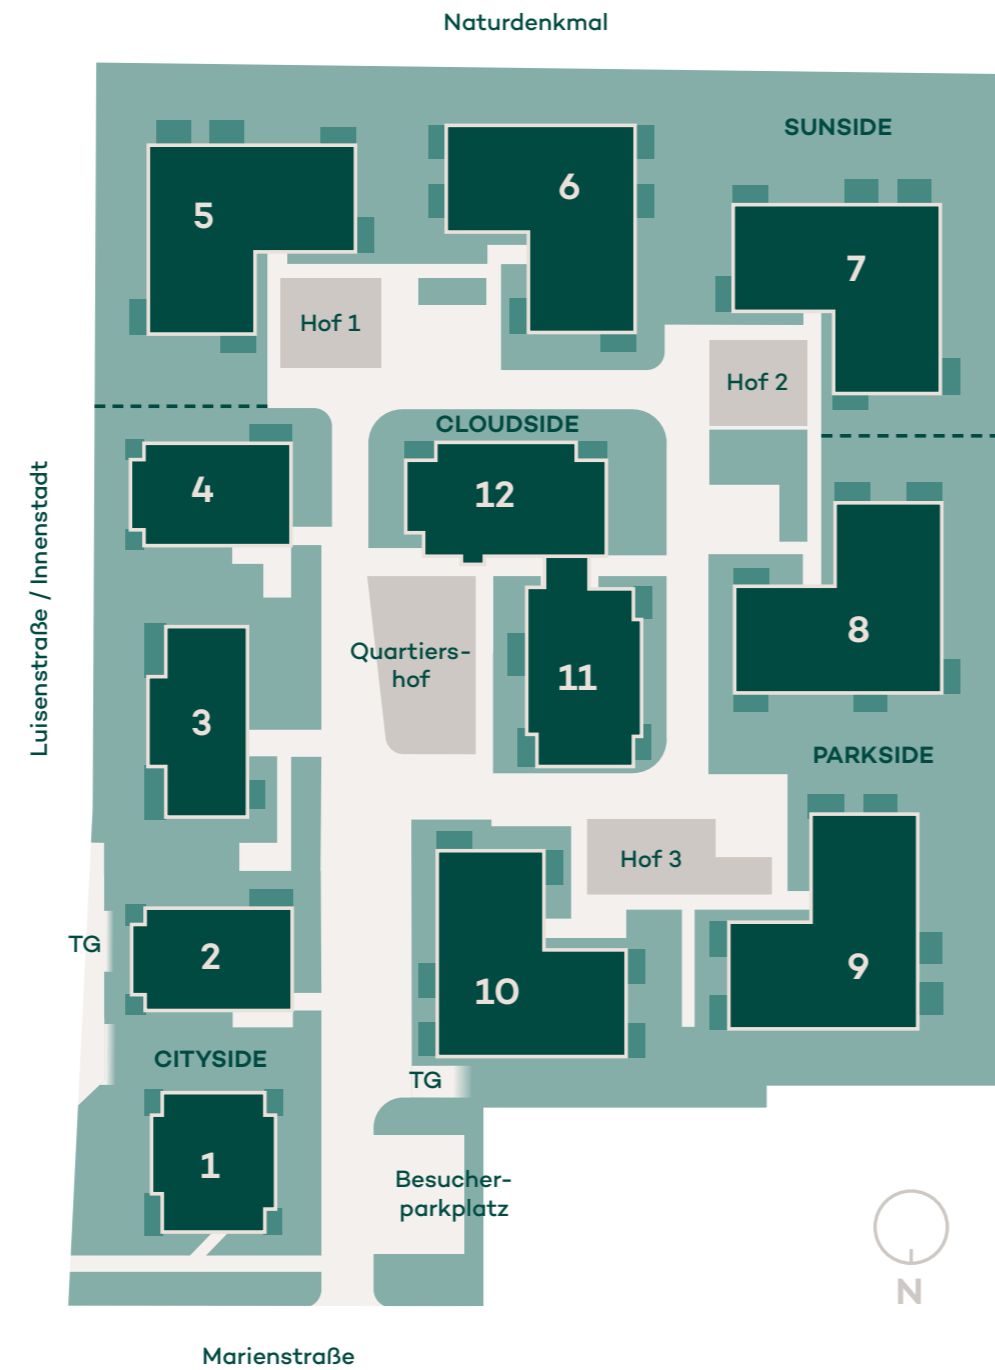 Naturdenkmal
SUNSIDE
5
6
7
Hof 1
Hof 2
CLOUDSIDE
4
12
Luisenstraße / Innenstadt
Quartiers-
hof
11
8
3
PARKSIDE
Hof 3
TG
2
10
9
CITYSIDE
TG
1
Besucher-
parkplatz
N
Marienstraße